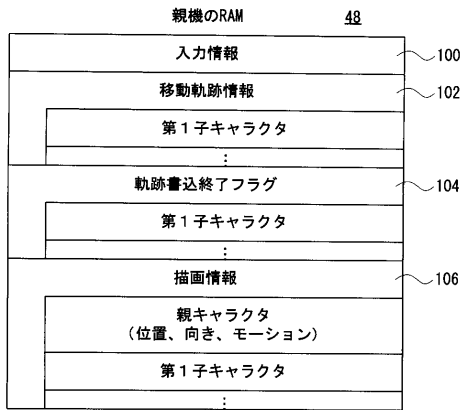 親機のRAM 48
入力情報 100
移動軌跡情報 102
第1子キャラクタ
⋮
軌跡書込終了フラグ 104
第1子キャラクタ
⋮
描画情報 106
親キャラクタ
(位置、向き、モーション)
第1子キャラクタ
⋮